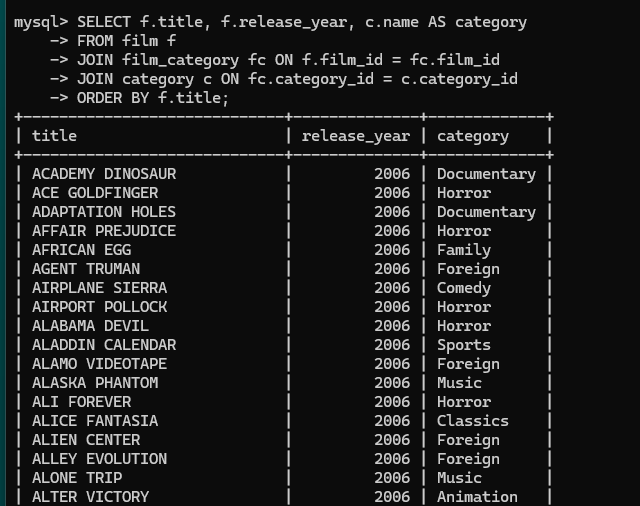 mysql> SELECT f.title, f.release_year, c.name AS category
    -> FROM film f
    -> JOIN film_category fc ON f.film_id = fc.film_id
    -> JOIN category c ON fc.category_id = c.category_id
    -> ORDER BY f.title;
+-----------------------------+--------------+-------------+
| title                       | release_year | category    |
+-----------------------------+--------------+-------------+
| ACADEMY DINOSAUR            |         2006 | Documentary |
| ACE GOLDFINGER              |         2006 | Horror      |
| ADAPTATION HOLES            |         2006 | Documentary |
| AFFAIR PREJUDICE            |         2006 | Horror      |
| AFRICAN EGG                 |         2006 | Family      |
| AGENT TRUMAN                |         2006 | Foreign     |
| AIRPLANE SIERRA             |         2006 | Comedy      |
| AIRPORT POLLOCK             |         2006 | Horror      |
| ALABAMA DEVIL               |         2006 | Horror      |
| ALADDIN CALENDAR            |         2006 | Sports      |
| ALAMO VIDEOTAPE             |         2006 | Foreign     |
| ALASKA PHANTOM              |         2006 | Music       |
| ALI FOREVER                 |         2006 | Horror      |
| ALICE FANTASIA              |         2006 | Classics    |
| ALIEN CENTER                |         2006 | Foreign     |
| ALLEY EVOLUTION             |         2006 | Foreign     |
| ALONE TRIP                  |         2006 | Music       |
| ALTER VICTORY               |         2006 | Animation   |